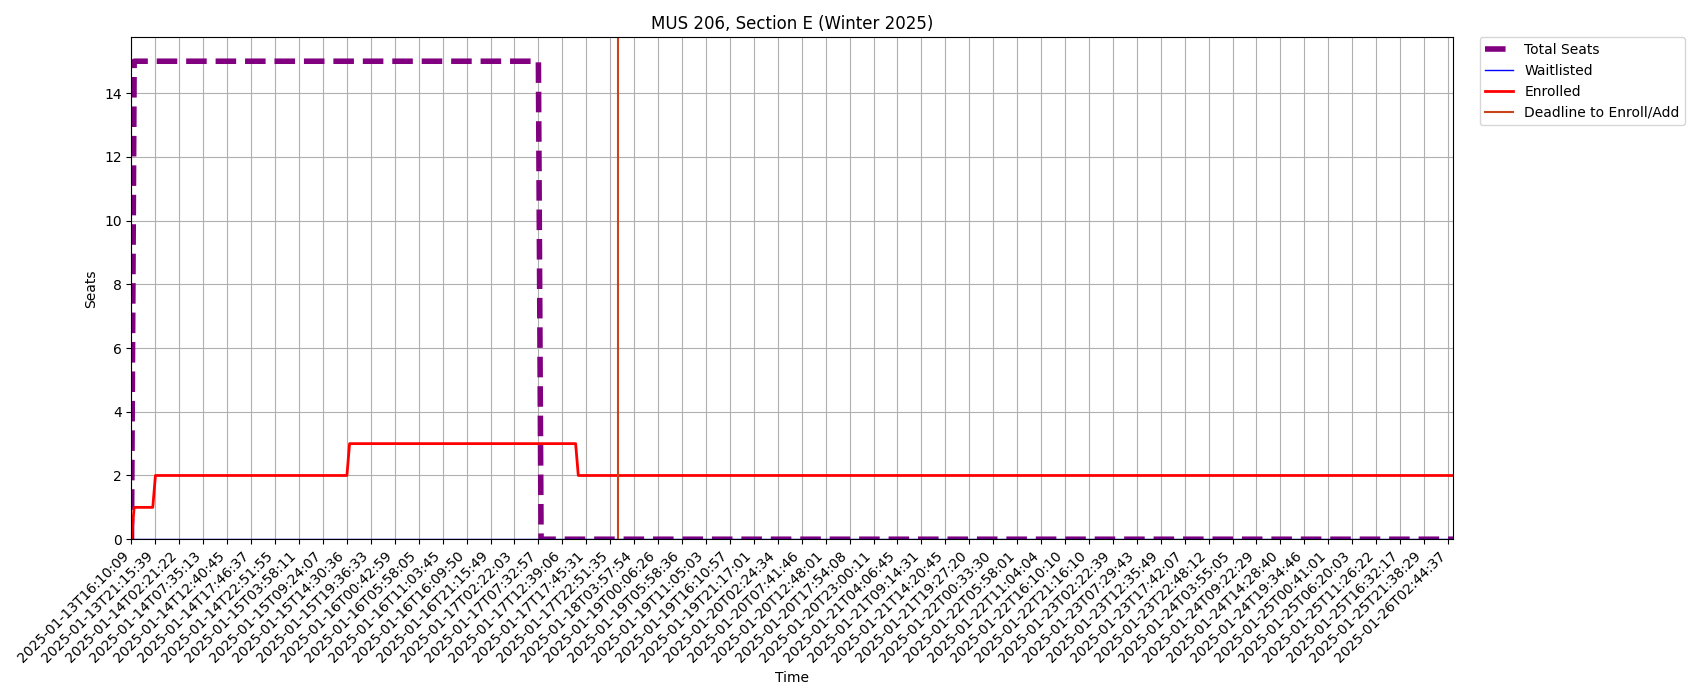 MUS 206, Section E (Winter 2025)
Total Seats
Waitlisted
Enrolled
Deadline to Enroll/Add
Seats
14
12
10
8
6
4
2
0
2025-01-13T16:10:09
2025-01-13T21:15:39
2025-01-14T02:21:22
2025-01-14T07:35:13
2025-01-14T12:40:45
2025-01-14T17:46:37
2025-01-14T22:51:55
2025-01-15T03:58:11
2025-01-15T09:24:07
2025-01-15T14:30:36
2025-01-15T19:36:33
2025-01-16T00:42:59
2025-01-16T05:58:05
2025-01-16T11:03:45
2025-01-16T16:09:50
2025-01-16T21:15:49
2025-01-17T02:22:03
2025-01-17T07:32:57
2025-01-17T12:39:06
2025-01-17T17:45:31
2025-01-17T22:51:35
2025-01-18T03:57:54
2025-01-19T00:06:26
2025-01-19T05:58:36
2025-01-19T11:05:03
2025-01-19T16:10:57
2025-01-19T21:17:01
2025-01-20T02:24:34
2025-01-20T07:41:46
2025-01-20T12:48:01
2025-01-20T17:54:08
2025-01-20T23:00:11
2025-01-21T04:06:45
2025-01-21T09:14:31
2025-01-21T14:20:45
2025-01-21T19:27:20
2025-01-22T00:33:30
2025-01-22T05:58:01
2025-01-22T11:04:04
2025-01-22T16:10:10
2025-01-22T21:16:10
2025-01-23T02:22:39
2025-01-23T07:29:43
2025-01-23T12:35:49
2025-01-23T17:42:07
2025-01-23T22:48:12
2025-01-24T03:55:05
2025-01-24T09:22:29
2025-01-24T14:28:40
2025-01-24T19:34:46
2025-01-25T00:41:01
2025-01-25T06:20:03
2025-01-25T11:26:22
2025-01-25T16:32:17
2025-01-25T21:38:29
2025-01-26T02:44:37
Time